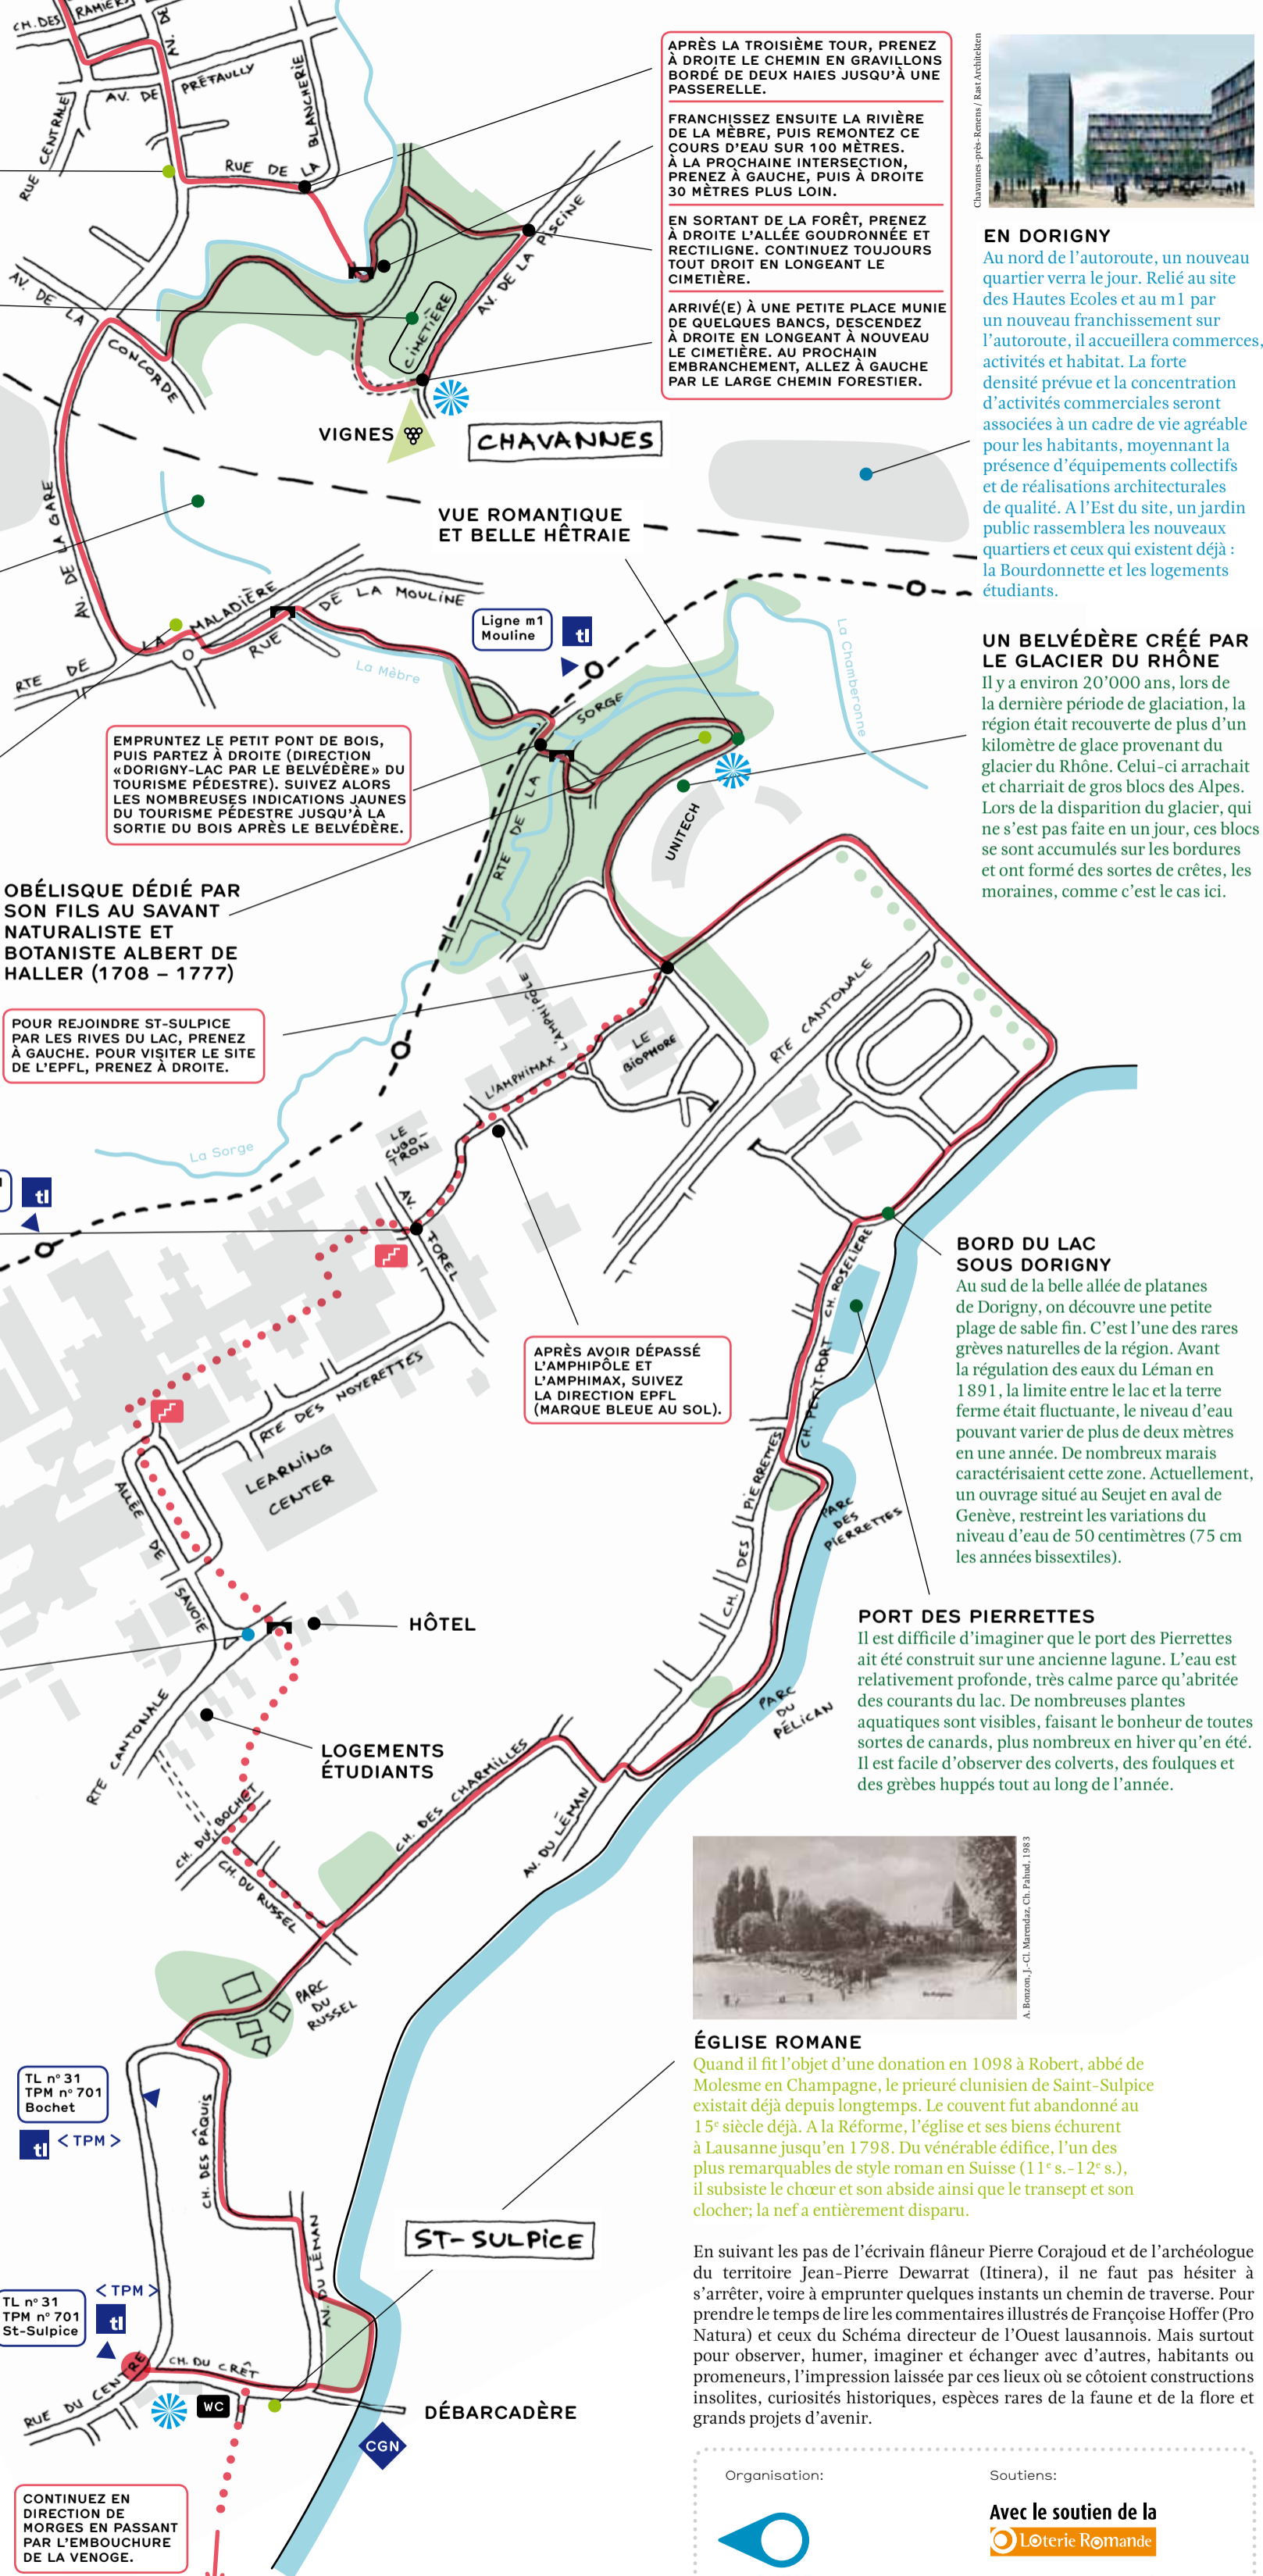 CH. DES RAMIERS
AV.
AV. DE PRÉFAULLY
RUE CENTRALE
BLANCHERIE
RUE DE LA
APRÈS LA TROISIÈME TOUR, PRENEZ
À DROITE LE CHEMIN EN GRAVILLONS
BORDÉ DE DEUX HAIES JUSQU'À UNE
PASSERELLE.
FRANCHISSEZ ENSUITE LA RIVIÈRE
DE LA MÈBRE, PUIS REMONTEZ CE
COURS D'EAU SUR 100 MÈTRES.
À LA PROCHAINE INTERSECTION,
PRENEZ À GAUCHE, PUIS À DROITE
30 MÈTRES PLUS LOIN.
EN SORTANT DE LA FORÊT, PRENEZ
À DROITE L'ALLÉE GOUDRONNÉE ET
RECTILIGNE. CONTINUEZ TOUJOURS
TOUT DROIT EN LONGEANT LE
CIMETIÈRE.
ARRIVÉ(E) À UNE PETITE PLACE MUNIE
DE QUELQUES BANCS, DESCENDEZ
À DROITE EN LONGEANT À NOUVEAU
LE CIMETIÈRE. AU PROCHAIN
EMBRANCHEMENT, ALLEZ À GAUCHE
PAR LE LARGE CHEMIN FORESTIER.
Chavannes-près-Renens / Rast Architekten
EN DORIGNY
Au nord de l'autoroute, un nouveau
quartier verra le jour. Relié au site
des Hautes Ecoles et au m1 par
un nouveau franchissement sur
l'autoroute, il accueillera commerces,
activités et habitat. La forte
densité prévue et la concentration
d'activités commerciales seront
associées à un cadre de vie agréable
pour les habitants, moyennant la
présence d'équipements collectifs
et de réalisations architecturales
de qualité. A l'Est du site, un jardin
public rassemblera les nouveaux
quartiers et ceux qui existent déjà :
la Bourdonnette et les logements
étudiants.
AV. DE LA PISCINE
CIMETIÈRE
AV. DE LA
CONCORDE
VIGNES
CHAVANNES
VUE ROMANTIQUE
ET BELLE HÊTRAIE
AV. DE LA GARE
RTE DE LA MALADIÈRE
RUE DE LA MOULINE
La Mèbre
Ligne m1
Mouline
tl
SORGE
La Chamberonne
RTE DE LA
UNITECH
UN BELVÉDÈRE CRÉÉ PAR
LE GLACIER DU RHÔNE
Il y a environ 20'000 ans, lors de
la dernière période de glaciation, la
région était recouverte de plus d'un
kilomètre de glace provenant du
glacier du Rhône. Celui-ci arrachait
et charriait de gros blocs des Alpes.
Lors de la disparition du glacier, qui
ne s'est pas faite en un jour, ces blocs
se sont accumulés sur les bordures
et ont formé des sortes de crêtes, les
moraines, comme c'est le cas ici.
EMPRUNTEZ LE PETIT PONT DE BOIS,
PUIS PARTEZ À DROITE (DIRECTION
«DORIGNY-LAC PAR LE BELVÉDÈRE» DU
TOURISME PÉDESTRE). SUIVEZ ALORS
LES NOMBREUSES INDICATIONS JAUNES
DU TOURISME PÉDESTRE JUSQU'À LA
SORTIE DU BOIS APRÈS LE BELVÉDÈRE.
OBÉLISQUE DÉDIÉ PAR
SON FILS AU SAVANT
NATURALISTE ET
BOTANISTE ALBERT DE
HALLER (1708 – 1777)
POUR REJOINDRE ST-SULPICE
PAR LES RIVES DU LAC, PRENEZ
À GAUCHE. POUR VISITER LE SITE
DE L'EPFL, PRENEZ À DROITE.
L'AMPHIPÔLE
L'AMPHIMAX
LE
BIOPHORE
RTE CANTONALE
LE
CUBO-
TRON
La Sorge
tl
AV. FOREL
APRÈS AVOIR DÉPASSÉ
L'AMPHIPÔLE ET
L'AMPHIMAX, SUIVEZ
LA DIRECTION EPFL
(MARQUE BLEUE AU SOL).
RTE DES NOYERETTES
LEARNING
CENTER
ALLÉE DE SAVOIE
CH. ROSELIÈRE
CH. PETIT-PORT
CH. DES PIERRETTES
PARC
DES
PIERRETTES
BORD DU LAC
SOUS DORIGNY
Au sud de la belle allée de platanes
de Dorigny, on découvre une petite
plage de sable fin. C'est l'une des rares
grèves naturelles de la région. Avant
la régulation des eaux du Léman en
1891, la limite entre le lac et la terre
ferme était fluctuante, le niveau d'eau
pouvant varier de plus de deux mètres
en une année. De nombreux marais
caractérisaient cette zone. Actuellement,
un ouvrage situé au Seujet en aval de
Genève, restreint les variations du
niveau d'eau de 50 centimètres (75 cm
les années bissextiles).
HÔTEL
RTE CANTONALE
LOGEMENTS
ÉTUDIANTS
PORT DES PIERRETTES
Il est difficile d'imaginer que le port des Pierrettes
ait été construit sur une ancienne lagune. L'eau est
relativement profonde, très calme parce qu'abritée
des courants du lac. De nombreuses plantes
aquatiques sont visibles, faisant le bonheur de toutes
sortes de canards, plus nombreux en hiver qu'en été.
Il est facile d'observer des colverts, des foulques et
des grèbes huppés tout au long de l'année.
PARC
DU
PÉLICAN
CH. DU BOCHET
CH. DU RUSSEL
CH. DES CHARMILLES
AV. DU LÉMAN
PARC
DU
RUSSEL
A. Bonzon, J.-Cl. Marendaz, Ch. Pahud, 1983
ÉGLISE ROMANE
Quand il fit l'objet d'une donation en 1098 à Robert, abbé de
Molesme en Champagne, le prieuré clunisien de Saint-Sulpice
existait déjà depuis longtemps. Le couvent fut abandonné au
15e siècle déjà. A la Réforme, l'église et ses biens échurent
à Lausanne jusqu'en 1798. Du vénérable édifice, l'un des
plus remarquables de style roman en Suisse (11e s.-12e s.),
il subsiste le chœur et son abside ainsi que le transept et son
clocher; la nef a entièrement disparu.
TL n° 31
TPM n° 701
Bochet
tl <TPM>
CH. DES PÂQUIS
ST-SULPICE
AV. DU LÉMAN
<TPM>
TL n° 31
TPM n° 701
St-Sulpice
tl
RUE DU CENTRE
CH. DU CRÊT
WC
DÉBARCADÈRE
CGN
CONTINUEZ EN
DIRECTION DE
MORGES EN PASSANT
PAR L'EMBOUCHURE
DE LA VENOGE.
En suivant les pas de l'écrivain flâneur Pierre Corajoud et de l'archéologue
du territoire Jean-Pierre Dewarrat (Itinera), il ne faut pas hésiter à
s'arrêter, voire à emprunter quelques instants un chemin de traverse. Pour
prendre le temps de lire les commentaires illustrés de Françoise Hoffer (Pro
Natura) et ceux du Schéma directeur de l'Ouest lausannois. Mais surtout
pour observer, humer, imaginer et échanger avec d'autres, habitants ou
promeneurs, l'impression laissée par ces lieux où se côtoient constructions
insolites, curiosités historiques, espèces rares de la faune et de la flore et
grands projets d'avenir.
Organisation:
Soutiens:
Avec le soutien de la
Loterie Romande